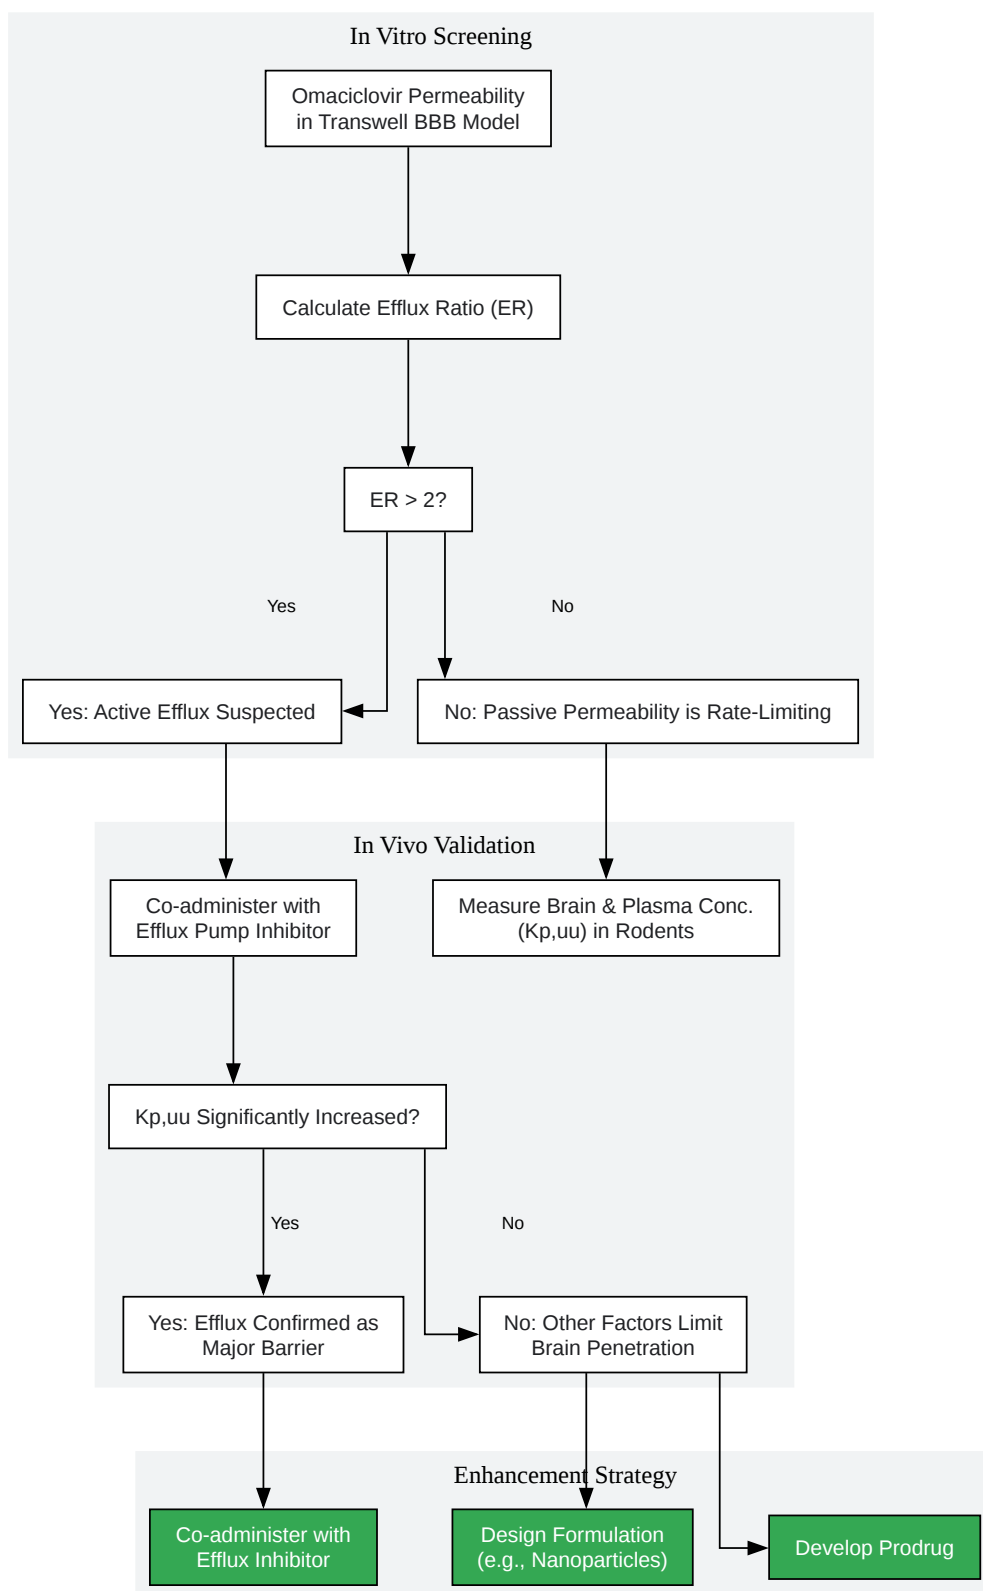 In Vitro Screening
Omaciclovir Permeability
in Transwell BBB Model
Calculate Efflux Ratio (ER)
ER > 2?
Yes
No
Yes: Active Efflux Suspected
No: Passive Permeability is Rate-Limiting
In Vivo Validation
Co-administer with
Efflux Pump Inhibitor
Measure Brain & Plasma Conc.
(Kp,uu) in Rodents
Kp,uu Significantly Increased?
Yes
No
Yes: Efflux Confirmed as
Major Barrier
No: Other Factors Limit
Brain Penetration
Enhancement Strategy
Co-administer with
Efflux Inhibitor
Design Formulation
(e.g., Nanoparticles)
Develop Prodrug